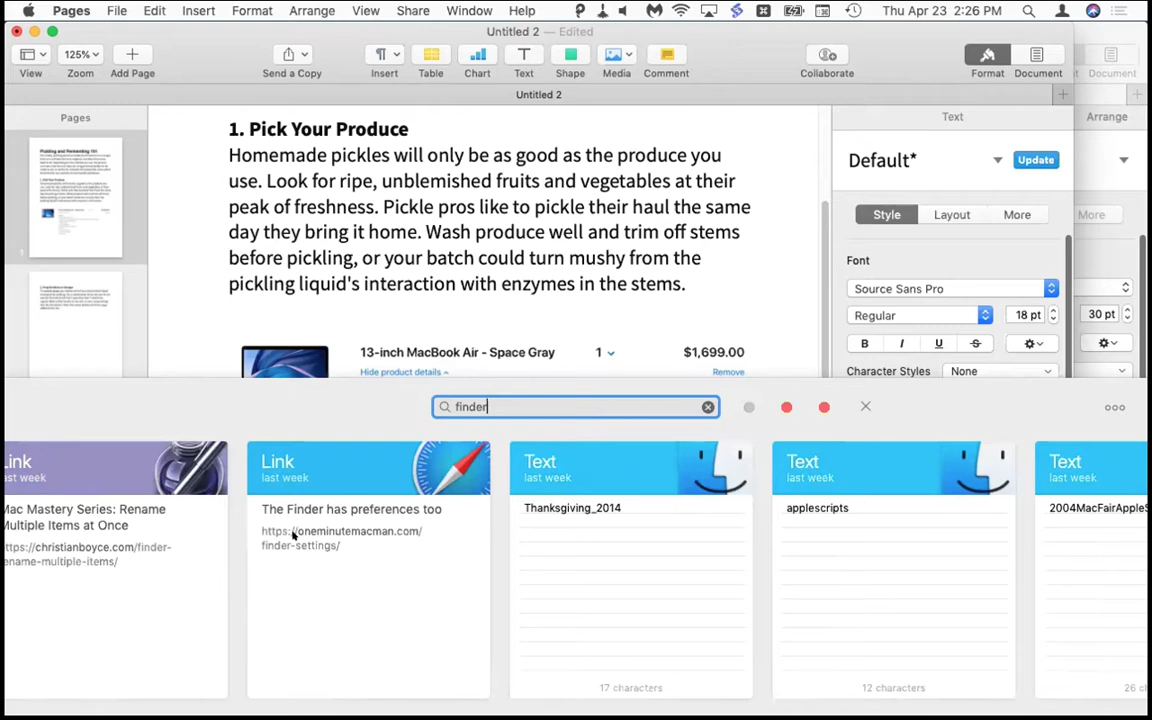 Pages File Edit Insert Format Arrange View Share Window Help Thu Apr 23 2:26 PM
Untitled 2 — Edited
125%
View Zoom Add Page Send a Copy Insert Table Chart Text Shape Media Comment Collaborate Format Document Document
Untitled 2
Pages
Text
Arrange
1. Pick Your Produce
Homemade pickles will only be as good as the produce you
use. Look for ripe, unblemished fruits and vegetables at their
peak of freshness. Pickle pros like to pickle their haul the same
day they bring it home. Wash produce well and trim off stems
before pickling, or your batch could turn mushy from the
pickling liquid's interaction with enzymes in the stems.
13-inch MacBook Air - Space Gray 1 $1,699.00
Hide product details Remove
Default* Update
Style Layout More More
Font
Source Sans Pro
Regular 18 pt 30 pt
B I U S
Character Styles None
finder
Link
last week
Mac Mastery Series: Rename
Multiple Items at Once
https://christianboyce.com/finder-
rename-multiple-items/
Link
last week
The Finder has preferences too
https://oneminutemacman.com/
finder-settings/
Text
last week
Thanksgiving_2014
17 characters
Text
last week
applescripts
12 characters
Text
last week
2004MacFairAppleS
26 c